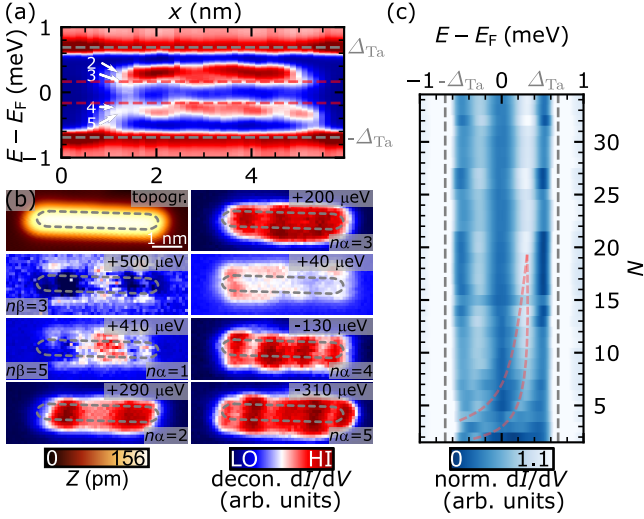 (a)
x (nm)
E − E_F (meV)
1
0
−1
Δ_Ta
-Δ_Ta
2
3
4
5
0
2
4
(b)
topogr.
1 nm
+200 μeV
nα=3
+500 μeV
nβ=3
+40 μeV
+410 μeV
nβ=5
nα=1
-130 μeV
nα=4
+290 μeV
nα=2
-310 μeV
nα=5
0
156
Z (pm)
LO
HI
decon. dI/dV
(arb. units)
(c)
E − E_F (meV)
−1
-Δ_Ta
0
Δ_Ta
1
30
25
20
15
10
5
N
0
1.1
norm. dI/dV
(arb. units)